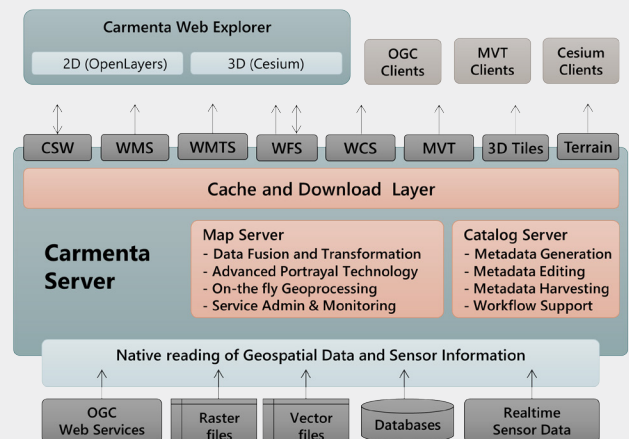 Carmenta Web Explorer
2D (OpenLayers)
3D (Cesium)
OGC
Clients
MVT
Clients
Cesium
Clients
CSW
WMS
WMTS
WFS
WCS
MVT
3D Tiles
Terrain
Cache and Download Layer
Carmenta
Server
Map Server
- Data Fusion and Transformation
- Advanced Portrayal Technology
- On-the fly Geoprocessing
- Service Admin & Monitoring
Catalog Server
- Metadata Generation
- Metadata Editing
- Metadata Harvesting
- Workflow Support
Native reading of Geospatial Data and Sensor Information
OGC
Web Services
Raster
files
Vector
files
Databases
Realtime
Sensor Data